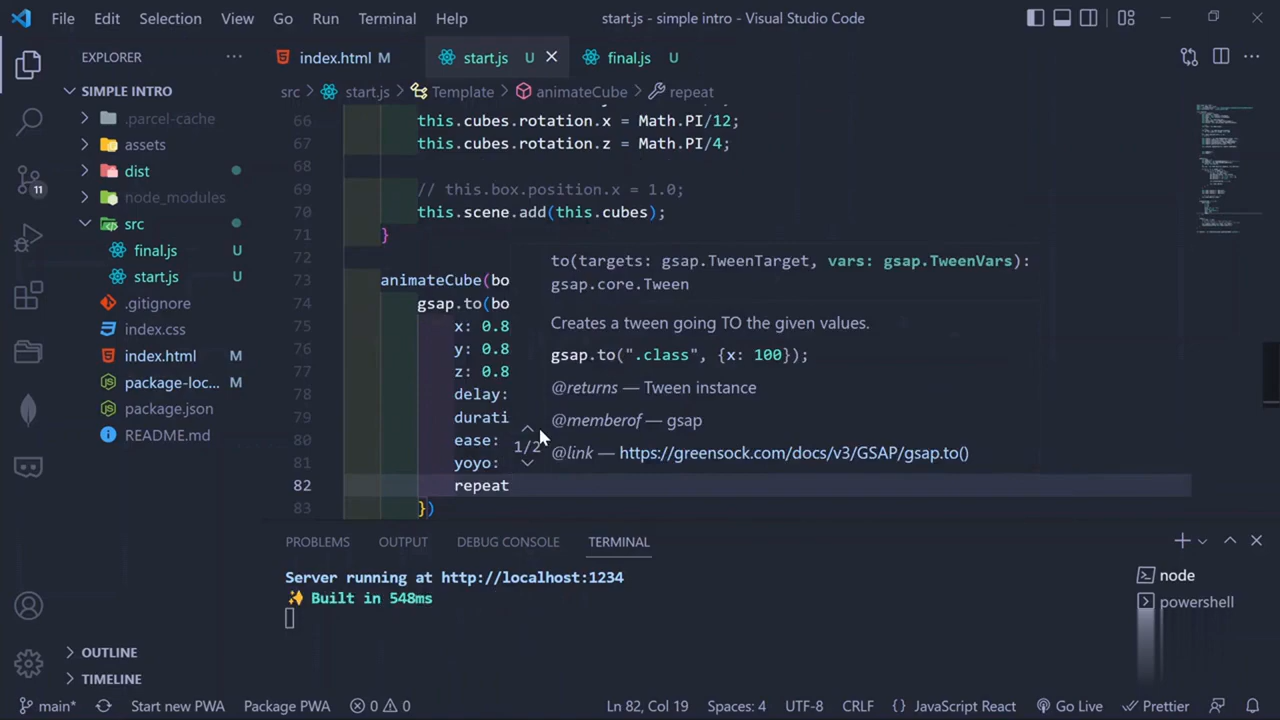 File Edit Selection View Go Run Terminal Help start.js - simple intro - Visual Studio Code
EXPLORER
index.html M
start.js U
final.js U
SIMPLE INTRO
src start.js Template animateCube repeat
.parcel-cache
assets
dist
node_modules
src
final.js U
start.js U
.gitignore
index.css
index.html M
package-loc... M
package.json
README.md
OUTLINE
TIMELINE
11
66 this.cubes.rotation.x = Math.PI/12;
67 this.cubes.rotation.z = Math.PI/4;
68
69 // this.box.position.x = 1.0;
70 this.scene.add(this.cubes);
71 }
72
73 animateCube(bo
74 gsap.to(bo
75 x: 0.8
76 y: 0.8
77 z: 0.8
78 delay:
79 durati
80 ease:
81 yoyo:
82 repeat
83 })
to(targets: gsap.TweenTarget, vars: gsap.TweenVars):
gsap.core.Tween
Creates a tween going TO the given values.
gsap.to(".class", {x: 100});
@returns — Tween instance
@memberof — gsap
1/2
@link — https://greensock.com/docs/v3/GSAP/gsap.to()
PROBLEMS OUTPUT DEBUG CONSOLE TERMINAL
Server running at http://localhost:1234
✨ Built in 548ms
node
powershell
main* Start new PWA Package PWA 0 0 Ln 82, Col 19 Spaces: 4 UTF-8 CRLF {} JavaScript React Go Live Prettier